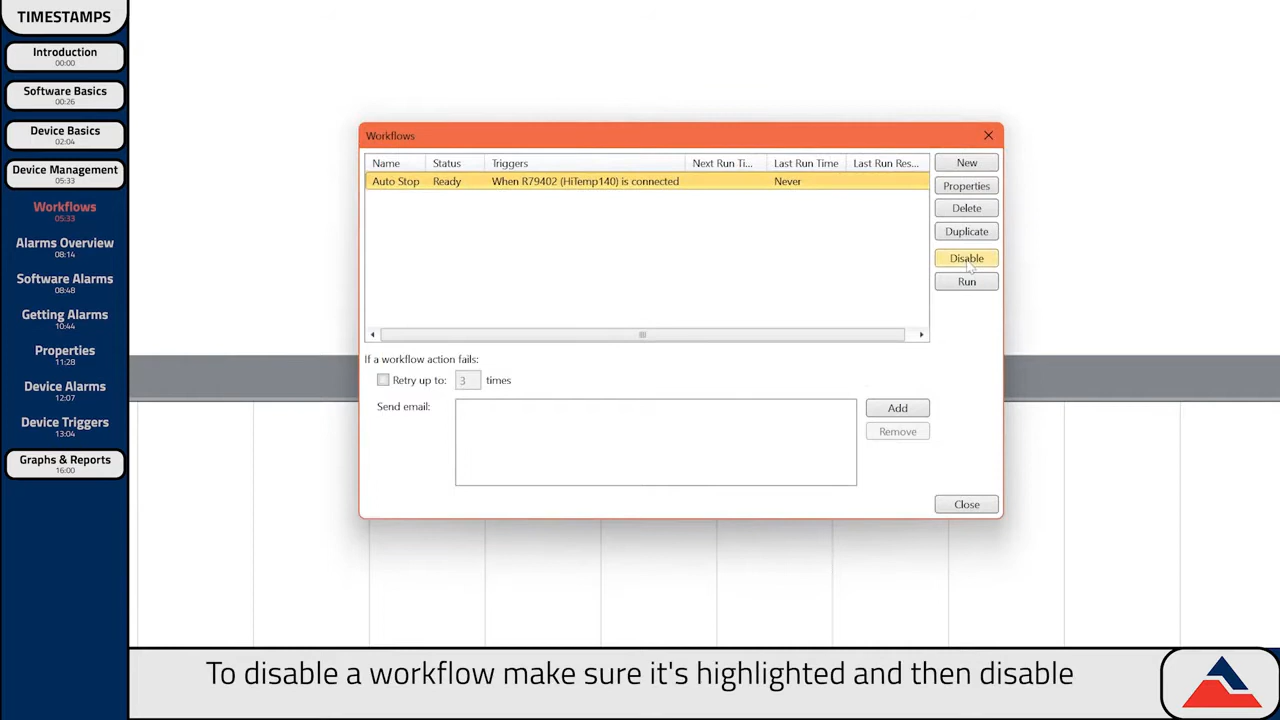 TIMESTAMPS
Introduction
00:00
Software Basics
00:26
Device Basics
02:04
Device Management
05:33
Workflows
05:33
Alarms Overview
08:14
Software Alarms
08:48
Getting Alarms
10:44
Properties
11:28
Device Alarms
12:07
Device Triggers
13:04
Graphs & Reports
16:00
Workflows
Name Status Triggers Next Run Ti... Last Run Time Last Run Res...
Auto Stop Ready When R79402 (HiTemp140) is connected Never
New
Properties
Delete
Duplicate
Disable
Run
If a workflow action fails:
Retry up to: 3 times
Send email:
Add
Remove
Close
To disable a workflow make sure it's highlighted and then disable